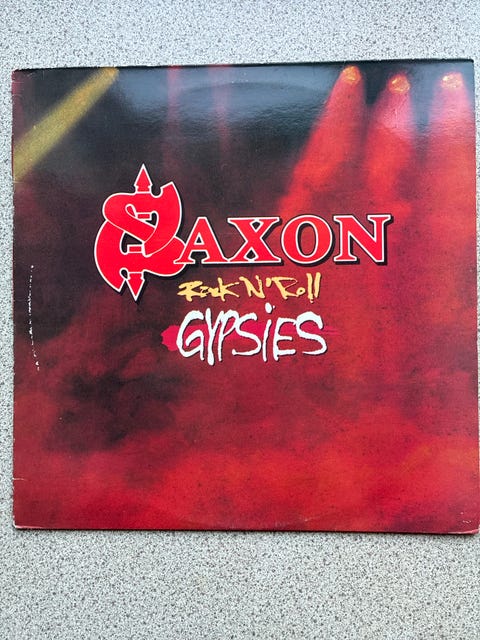 SAXON
Rock 'N' Roll
GYPSIES